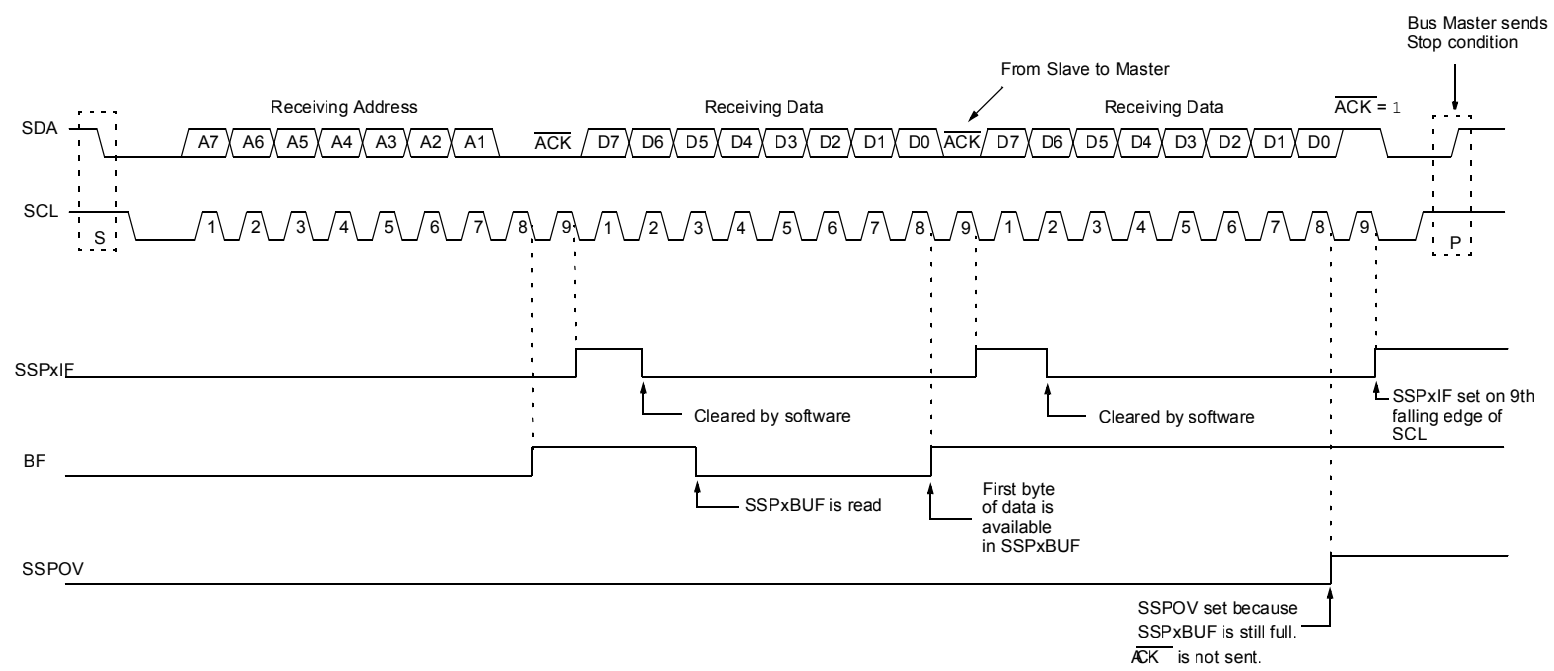 Bus Master sends
Stop condition
From Slave to Master
Receiving Address
Receiving Data
Receiving Data
ACK = 1
SDA
A7 A6 A5 A4 A3 A2 A1 ACK D7 D6 D5 D4 D3 D2 D1 D0 ACK D7 D6 D5 D4 D3 D2 D1 D0
SCL
1 2 3 4 5 6 7 8 9 1 2 3 4 5 6 7 8 9 1 2 3 4 5 6 7 8 9
S
P
SSPxIF
Cleared by software
Cleared by software
SSPxIF set on 9th
falling edge of
SCL
BF
SSPxBUF is read
First byte
of data is
available
in SSPxBUF
SSPOV
SSPOV set because
SSPxBUF is still full.
ACK is not sent.